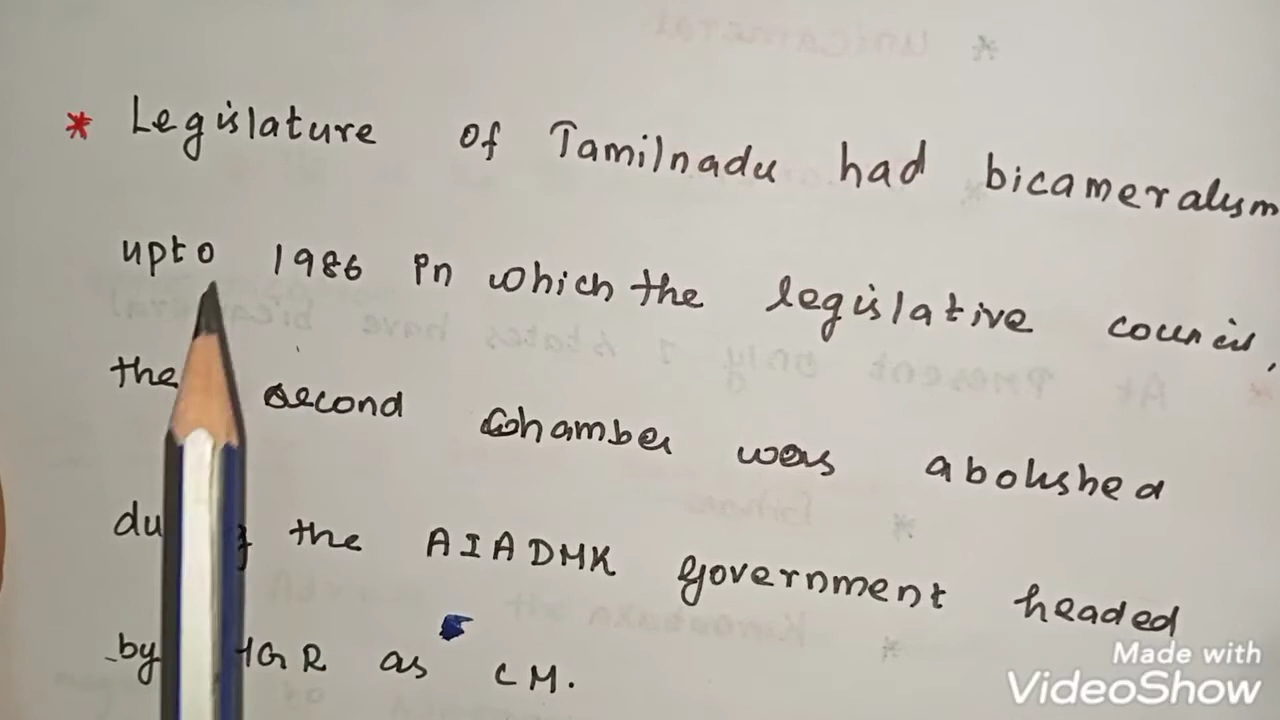 * Legislature of Tamilnadu had bicameralism
upto 1986 in which the legislative council,
the second chamber was abolished
the AIADMK government headed
by as CM.
Made with
VideoShow